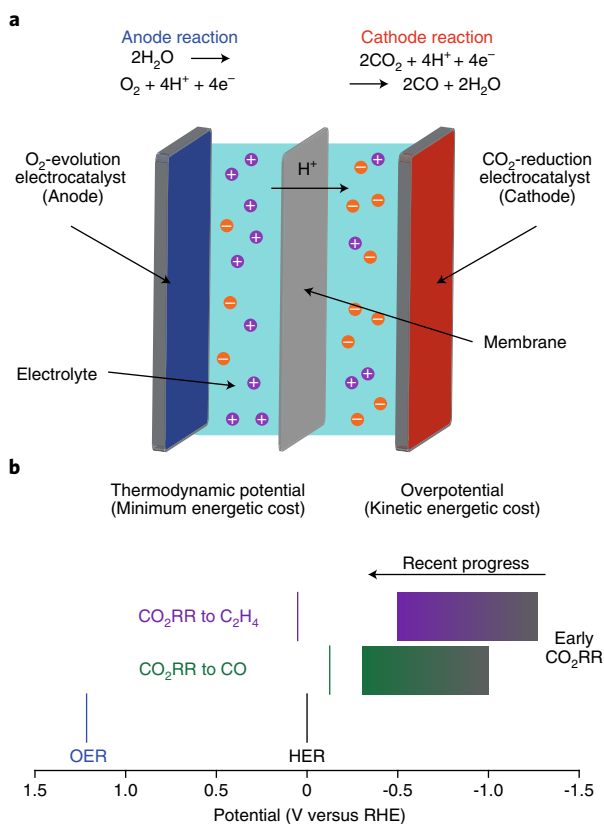 a
Anode reaction
2H₂O ⟶
O₂ + 4H⁺ + 4e⁻
Cathode reaction
2CO₂ + 4H⁺ + 4e⁻
⟶ 2CO + 2H₂O
O₂-evolution
electrocatalyst
(Anode)
H⁺
CO₂-reduction
electrocatalyst
(Cathode)
Electrolyte
Membrane
b
Thermodynamic potential
(Minimum energetic cost)
Overpotential
(Kinetic energetic cost)
Recent progress
CO₂RR to C₂H₄
Early
CO₂RR
CO₂RR to CO
OER
HER
1.5 1.0 0.5 0 -0.5 -1.0 -1.5
Potential (V versus RHE)